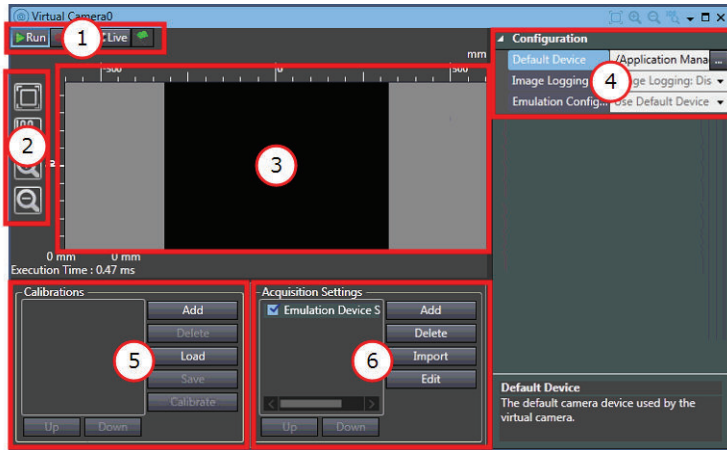 Virtual Camera0
Run
1
Live
mm
-500
0
500
2
3
0 mm
0 mm
Execution Time : 0.47 ms
Configuration
Default Device
/Application Mana
...
Image Logging
ge Logging: Dis
4
Emulation Config...
Use Default Device
Calibrations
Add
Delete
Load
Save
Calibrate
Up
Down
5
Acquisition Settings
Emulation Device S
Add
Delete
Import
Edit
Up
Down
6
Default Device
The default camera device used by the
virtual camera.